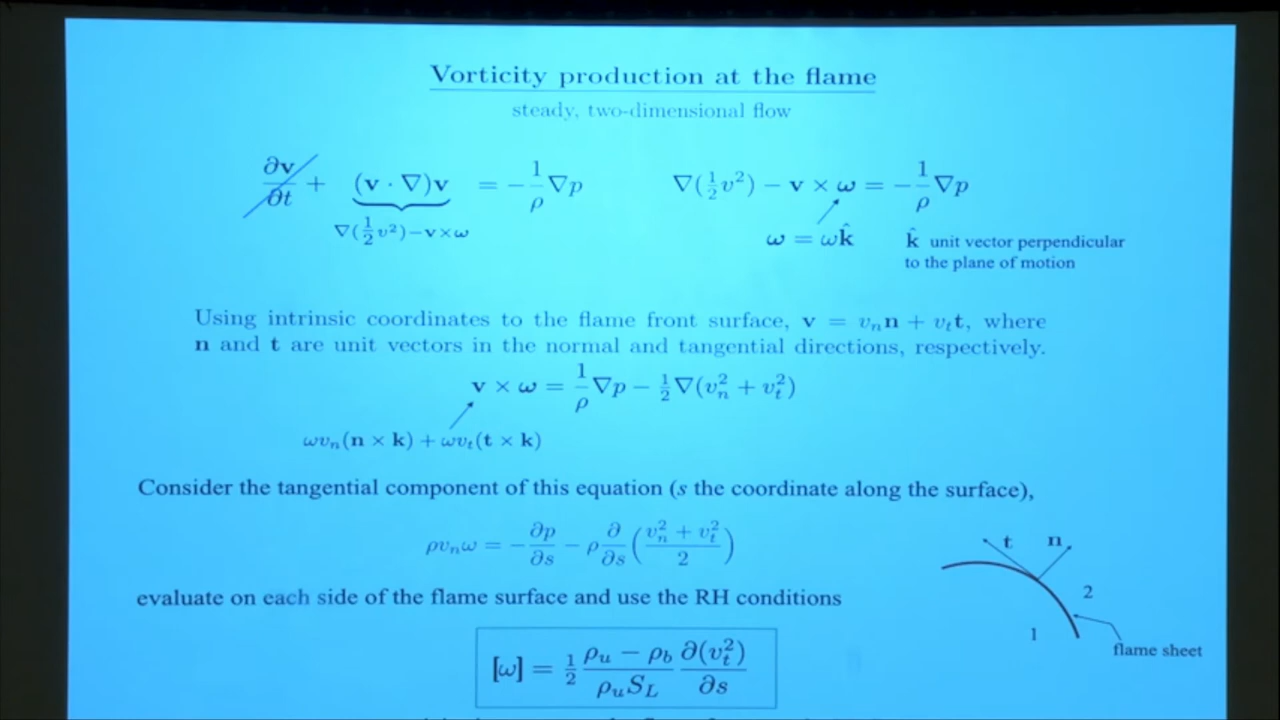 Vorticity production at the flame
steady, two-dimensional flow
∂v/∂t + (v · ∇)v = −(1/ρ)∇p    ∇(½v²) − v × ω = −(1/ρ)∇p
∇(½v²)−v×ω    ω = ωk̂    k̂ unit vector perpendicular
to the plane of motion
Using intrinsic coordinates to the flame front surface, v = vₙn + vₜt, where
n and t are unit vectors in the normal and tangential directions, respectively.
v × ω = (1/ρ)∇p − ½∇(vₙ² + vₜ²)
ωvₙ(n × k) + ωvₜ(t × k)
Consider the tangential component of this equation (s the coordinate along the surface),
ρvₙω = −∂p/∂s − ρ ∂/∂s ((vₙ² + vₜ²)/2)
t n
evaluate on each side of the flame surface and use the RH conditions
2
1
flame sheet
[ω] = ½ (ρᵤ − ρ_b)/(ρᵤS_L) ∂(vₜ²)/∂s